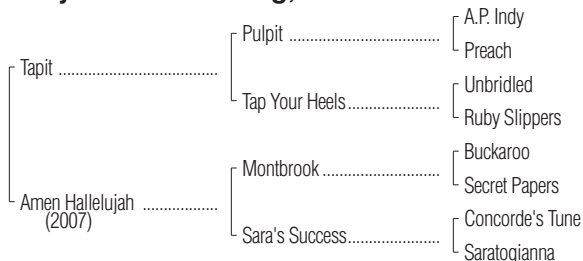 A.P. Indy
Pulpit
Preach
Tapit
Unbridled
Tap Your Heels
Ruby Slippers
Buckaroo
Montbrook
Secret Papers
Amen Hallelujah
(2007)
Concorde's Tune
Sara's Success
Saratogianna